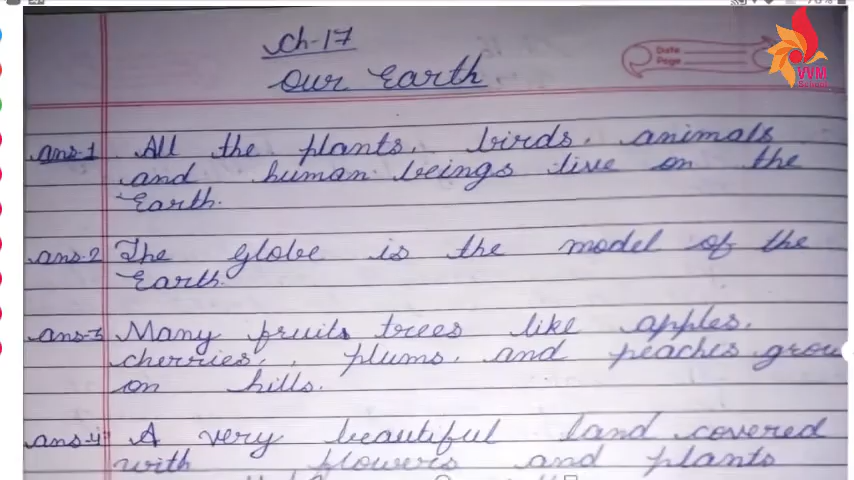 Ch-17
Our Earth
Date
Page
VVM
School
ans-1 All the plants, birds, animals
and human beings live on the
Earth.
ans-2 The globe is the model of the
Earth.
ans-3 Many fruits trees like apples,
cherries, plums, and peaches grow
on hills.
ans-4 A very beautiful land covered
with flowers and plants